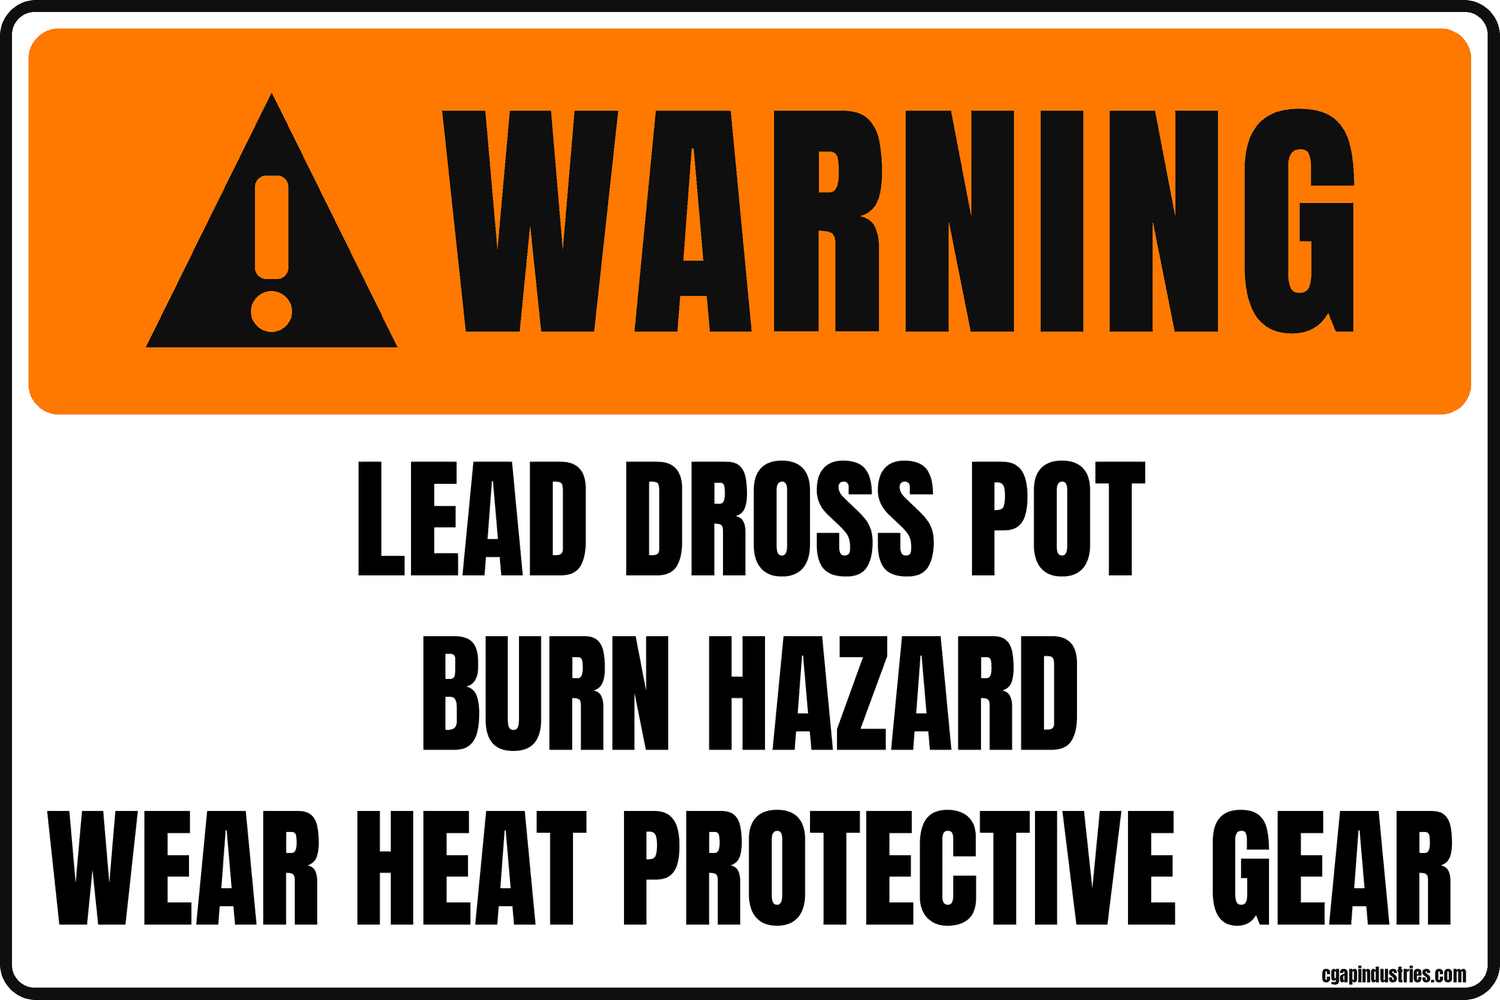 WARNING
LEAD DROSS POT
BURN HAZARD
WEAR HEAT PROTECTIVE GEAR
cgapindustries.com